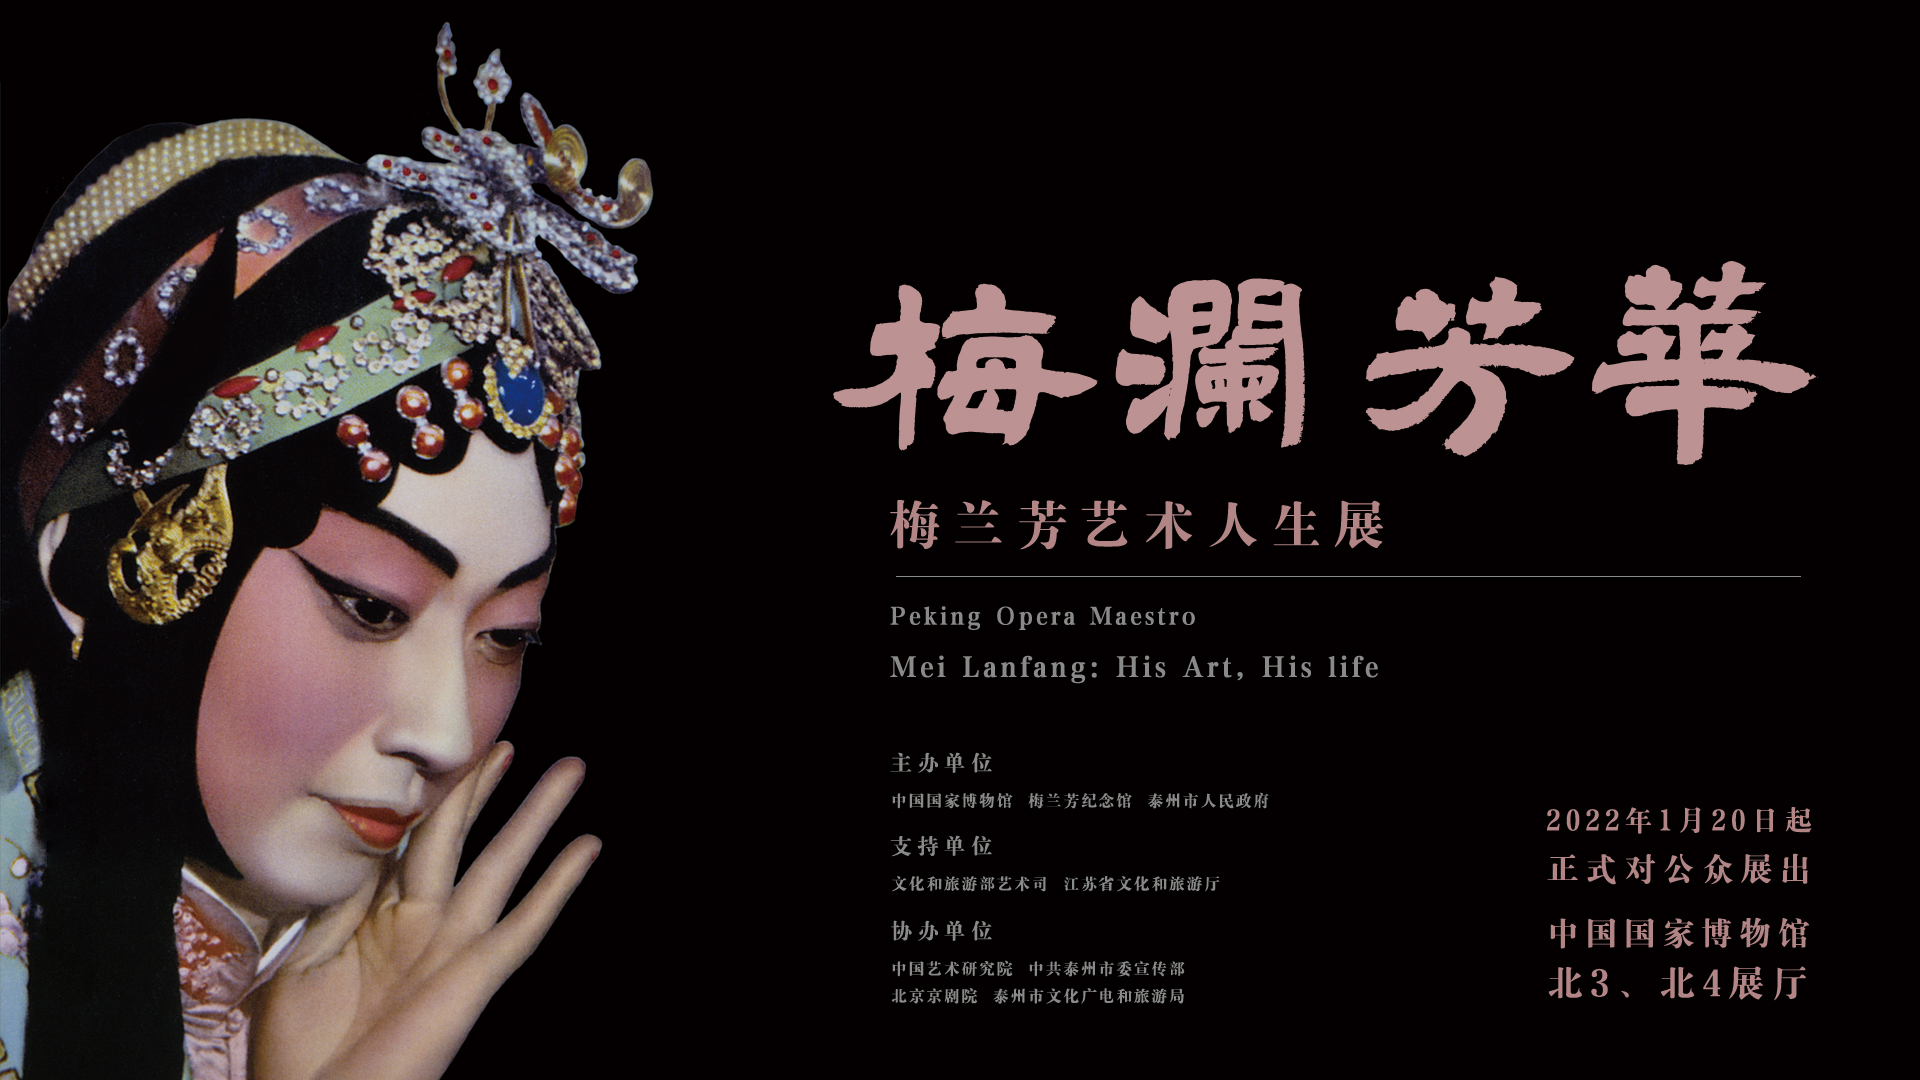 梅瀾芳華
梅兰芳艺术人生展
Peking Opera Maestro
Mei Lanfang: His Art, His life
主办单位
中国国家博物馆 梅兰芳纪念馆 泰州市人民政府
支持单位
文化和旅游部艺术司 江苏省文化和旅游厅
协办单位
中国艺术研究院 中共泰州市委宣传部
北京京剧院 泰州市文化广电和旅游局
2022年1月20日起
正式对公众展出
中国国家博物馆
北3、北4展厅